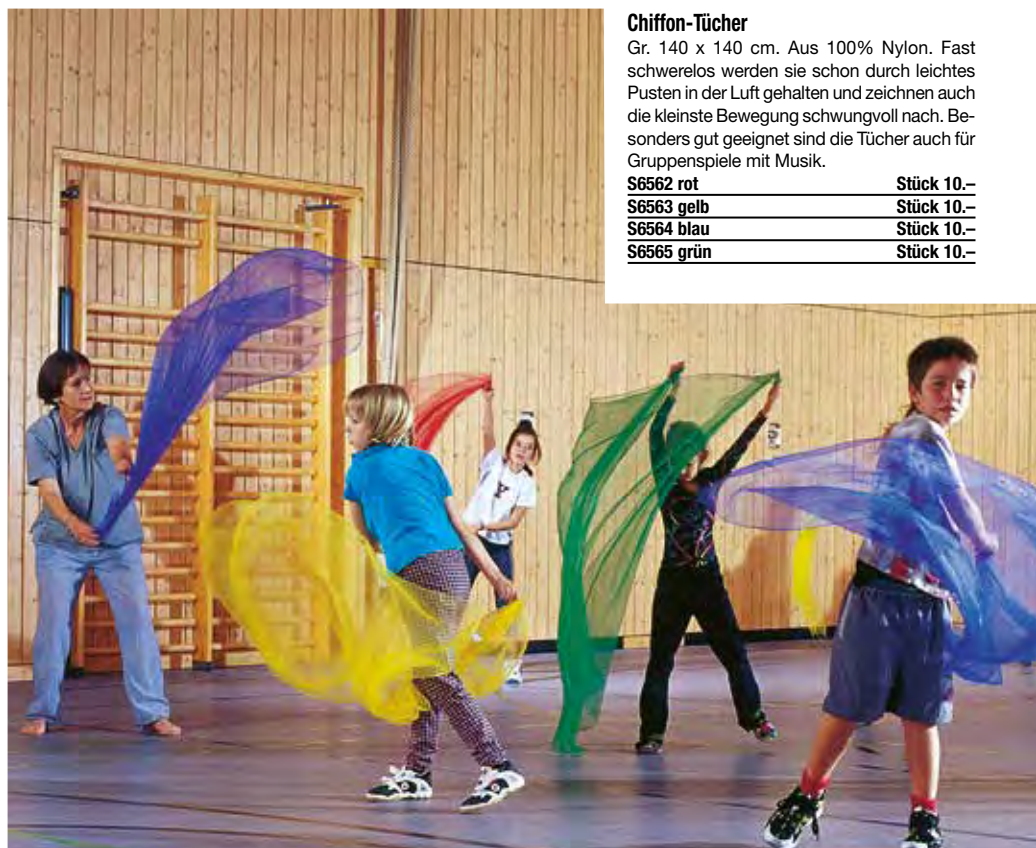 Chiffon-Tücher
Gr. 140 x 140 cm. Aus 100% Nylon. Fast
schwerelos werden sie schon durch leichtes
Pusten in der Luft gehalten und zeichnen auch
die kleinste Bewegung schwungvoll nach. Be-
sonders gut geeignet sind die Tücher auch für
Gruppenspiele mit Musik.
S6562 rot Stück 10.–
S6563 gelb Stück 10.–
S6564 blau Stück 10.–
S6565 grün Stück 10.–